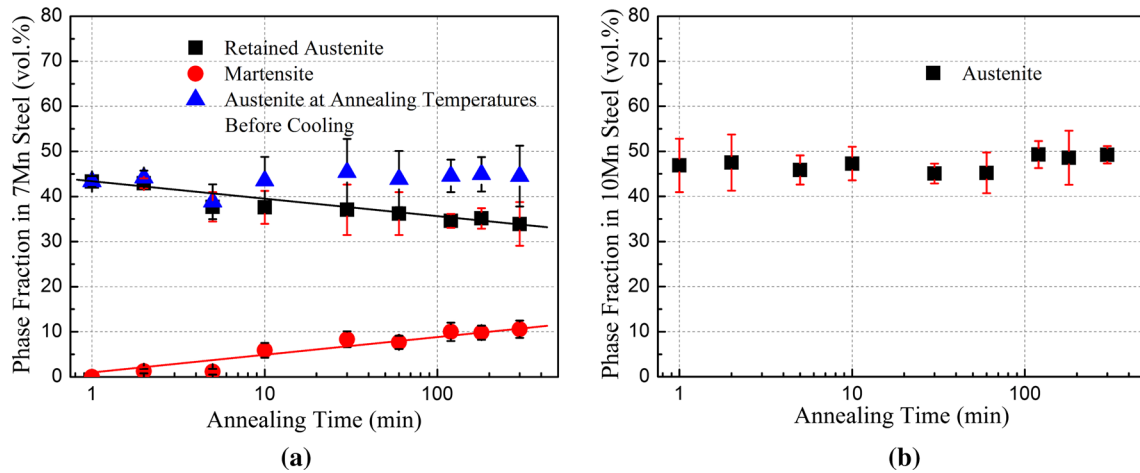 Phase Fraction in 7Mn Steel (vol.%)
80
70
60
50
40
30
20
10
0
Retained Austenite
Martensite
Austenite at Annealing Temperatures
Before Cooling
1
10
100
Annealing Time (min)
(a)
Phase Fraction in 10Mn Steel (vol.%)
80
70
60
50
40
30
20
10
0
Austenite
1
10
100
Annealing Time (min)
(b)